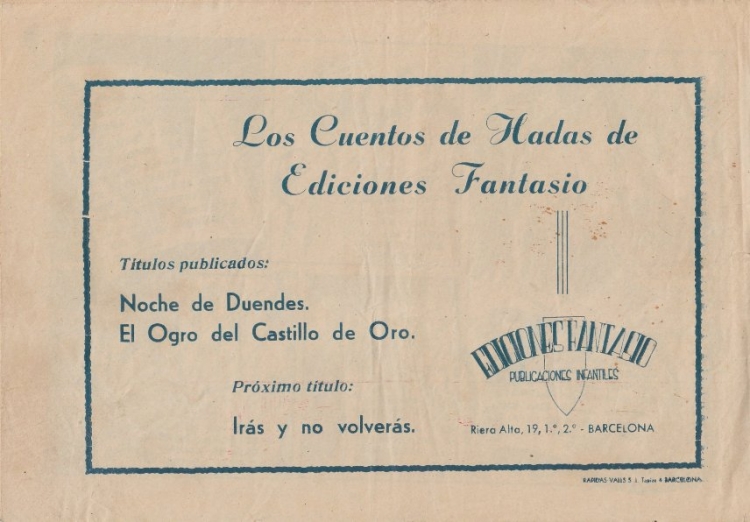 Los Cuentos de Hadas de
Ediciones Fantasio
Títulos publicados:
Noche de Duendes.
El Ogro del Castillo de Oro.
Próximo título:
Irás y no volverás.
EDICIONES FANTASIO
PUBLICACIONES INFANTILES
Riera Alta, 19, 1.º, 2.º - BARCELONA
BARCELONA.